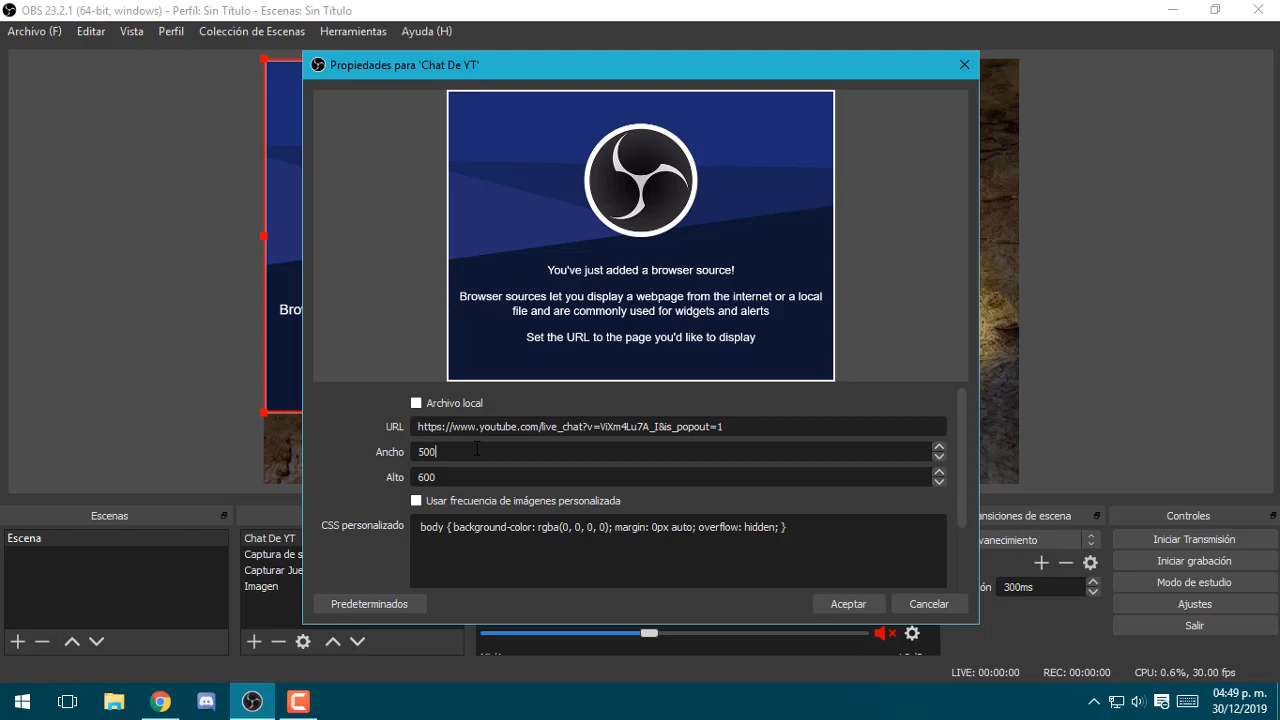 OBS 23.2.1 (64-bit, windows) - Perfil: Sin Título - Escenas: Sin Título
Archivo (F) Editar Vista Perfil Colección de Escenas Herramientas Ayuda (H)
Propiedades para 'Chat De YT'
You've just added a browser source!
Browser sources let you display a webpage from the internet or a local
file and are commonly used for widgets and alerts
Set the URL to the page you'd like to display
Bro
Archivo local
URL https://www.youtube.com/live_chat?v=ViXm4Lu7A_I&is_popout=1
Ancho 500
Alto 600
Usar frecuencia de imágenes personalizada
CSS personalizado body { background-color: rgba(0, 0, 0, 0); margin: 0px auto; overflow: hidden; }
Predeterminados Aceptar Cancelar
Escenas
Escena
Chat De YT
Captura de s
Capturar Jue
Imagen
ansiciones de escena
vanecimiento
ón 300ms
Controles
Iniciar Transmisión
Iniciar grabación
Modo de estudio
Ajustes
Salir
LIVE: 00:00:00 REC: 00:00:00 CPU: 0.6%, 30.00 fps
04:49 p. m.
30/12/2019